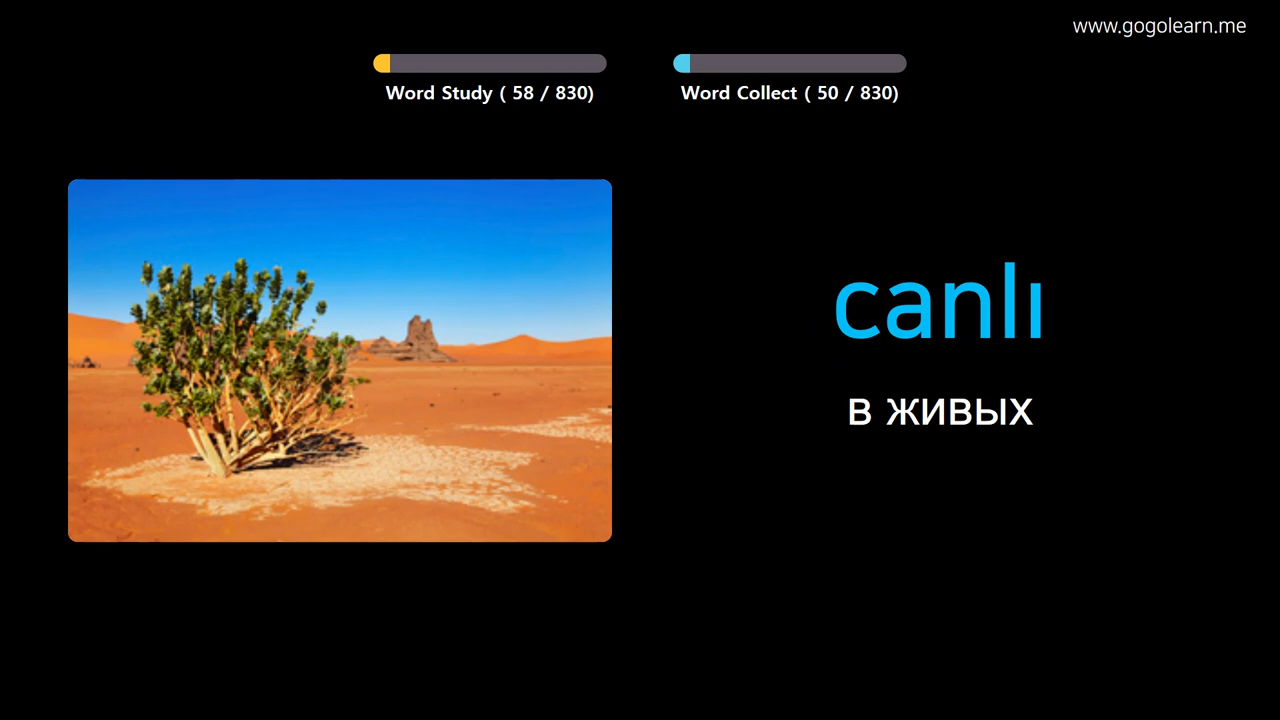 www.gogolearn.me
Word Study ( 58 / 830)
Word Collect ( 50 / 830)
canlı
в живых